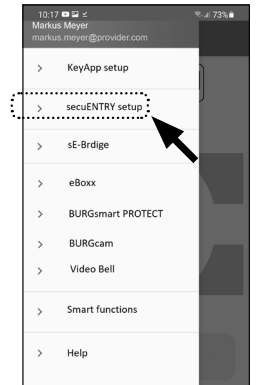 10:17 73%
Markus Meyer
markus.meyer@provider.com
KeyApp setup
secuENTRY setup
sE-Brdige
eBoxx
BURGsmart PROTECT
BURGcam
Video Bell
Smart functions
Help